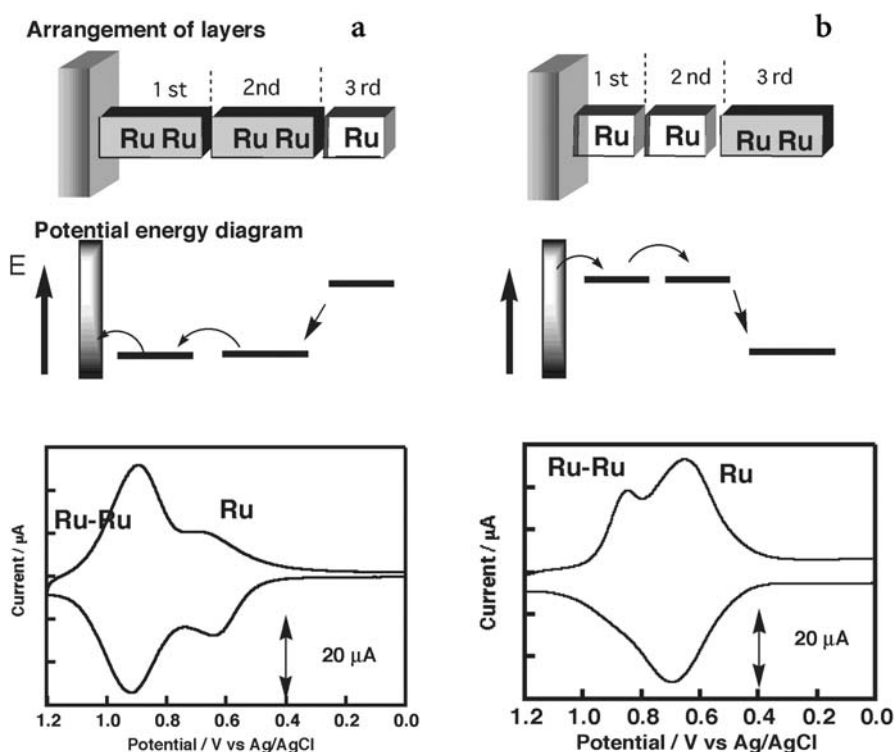 Arrangement of layers
a
1 st
2nd
3 rd
Ru Ru
Ru Ru
Ru
Potential energy diagram
E
Ru-Ru
Ru
Current / µA
20 µA
1.2 1.0 0.8 0.6 0.4 0.2 0.0
Potential / V vs Ag/AgCl
b
1 st
2 nd
3 rd
Ru
Ru
Ru Ru
Ru-Ru
Ru
Current / µA
20 µA
1.2 1.0 0.8 0.6 0.4 0.2 0.0
Potential / V vs Ag/AgCl